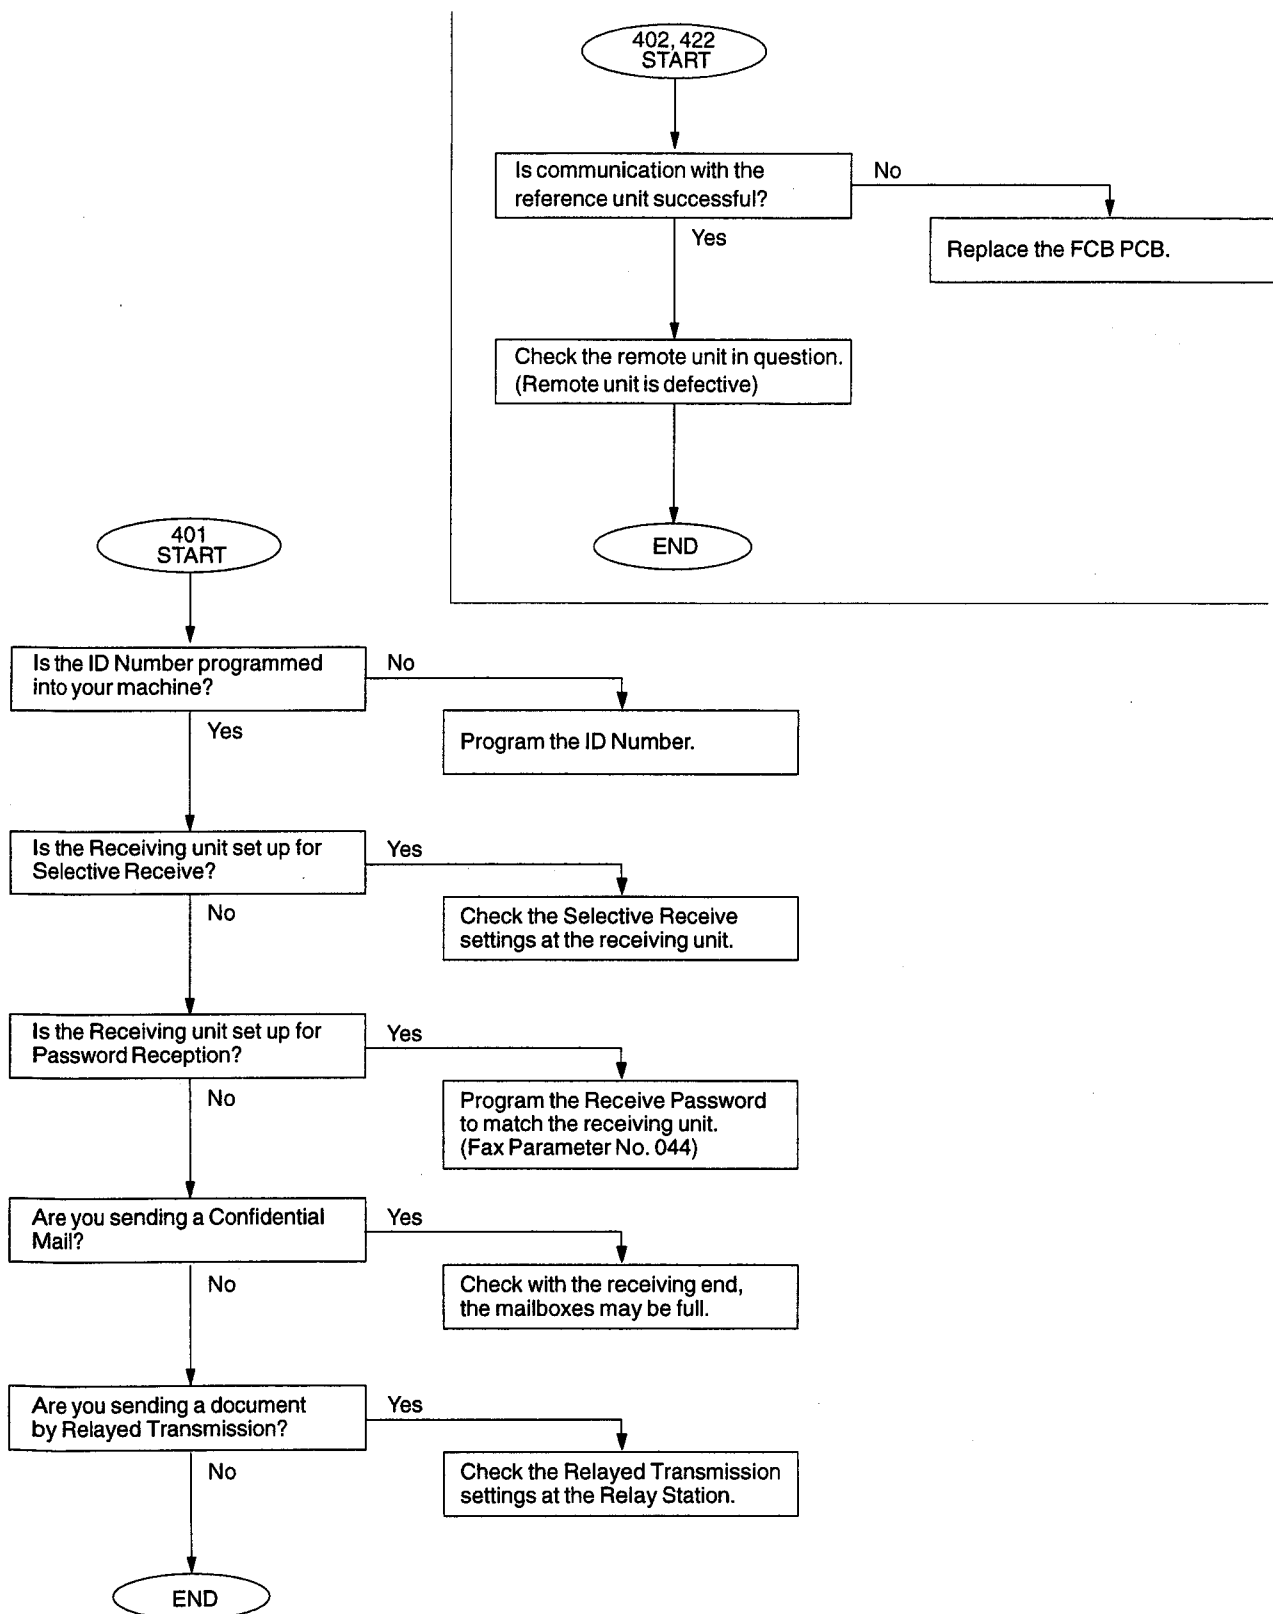 402, 422
START
Is communication with the
reference unit successful?
No
Yes
Replace the FCB PCB.
Check the remote unit in question.
(Remote unit is defective)
END
401
START
Is the ID Number programmed
into your machine?
No
Yes
Program the ID Number.
Is the Receiving unit set up for
Selective Receive?
Yes
No
Check the Selective Receive
settings at the receiving unit.
Is the Receiving unit set up for
Password Reception?
Yes
No
Program the Receive Password
to match the receiving unit.
(Fax Parameter No. 044)
Are you sending a Confidential
Mail?
Yes
No
Check with the receiving end,
the mailboxes may be full.
Are you sending a document
by Relayed Transmission?
Yes
No
Check the Relayed Transmission
settings at the Relay Station.
END